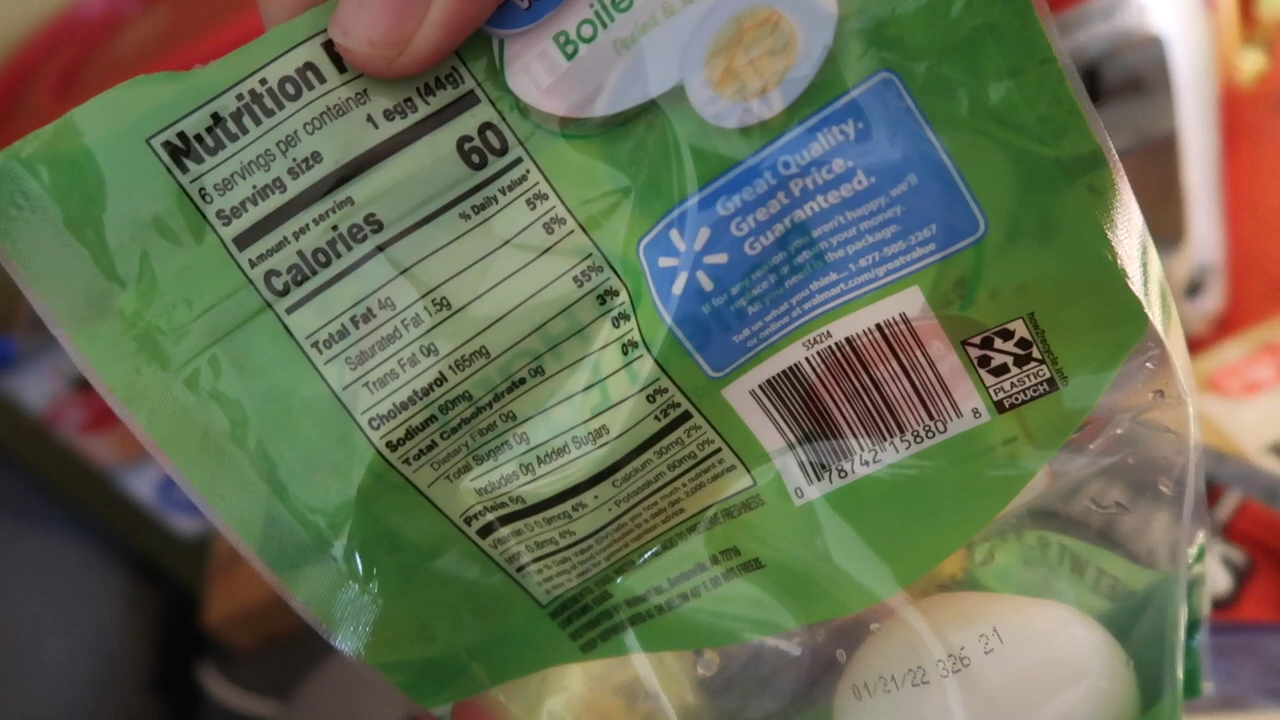 Boile
Nutrition
6 servings per container
Serving size 1 egg (44g)
Amount per serving
Calories 60
% Daily Value*
Total Fat 4g 5%
Saturated Fat 1.5g 8%
Trans Fat 0g
Cholesterol 165mg 55%
Sodium 60mg 3%
Total Carbohydrate 0g 0%
Dietary Fiber 0g 0%
Total Sugars 0g
Includes 0g Added Sugars 0%
Protein 6g 12%
Vitamin D 0.9mcg 4% • Calcium 30mg 2%
Iron 0.8mg 4% • Potassium 60mg 0%
Great Quality.
Great Price.
Guaranteed.
If for any reason you aren't happy, we'll
replace it or return your money.
All you need is the package.
Tell us what you think... 1-877-505-2267
or online at walmart.com/greatvalue
534214
0 78742 15880 8
how2recycle.info
PLASTIC
POUCH
01/21/22 326 21